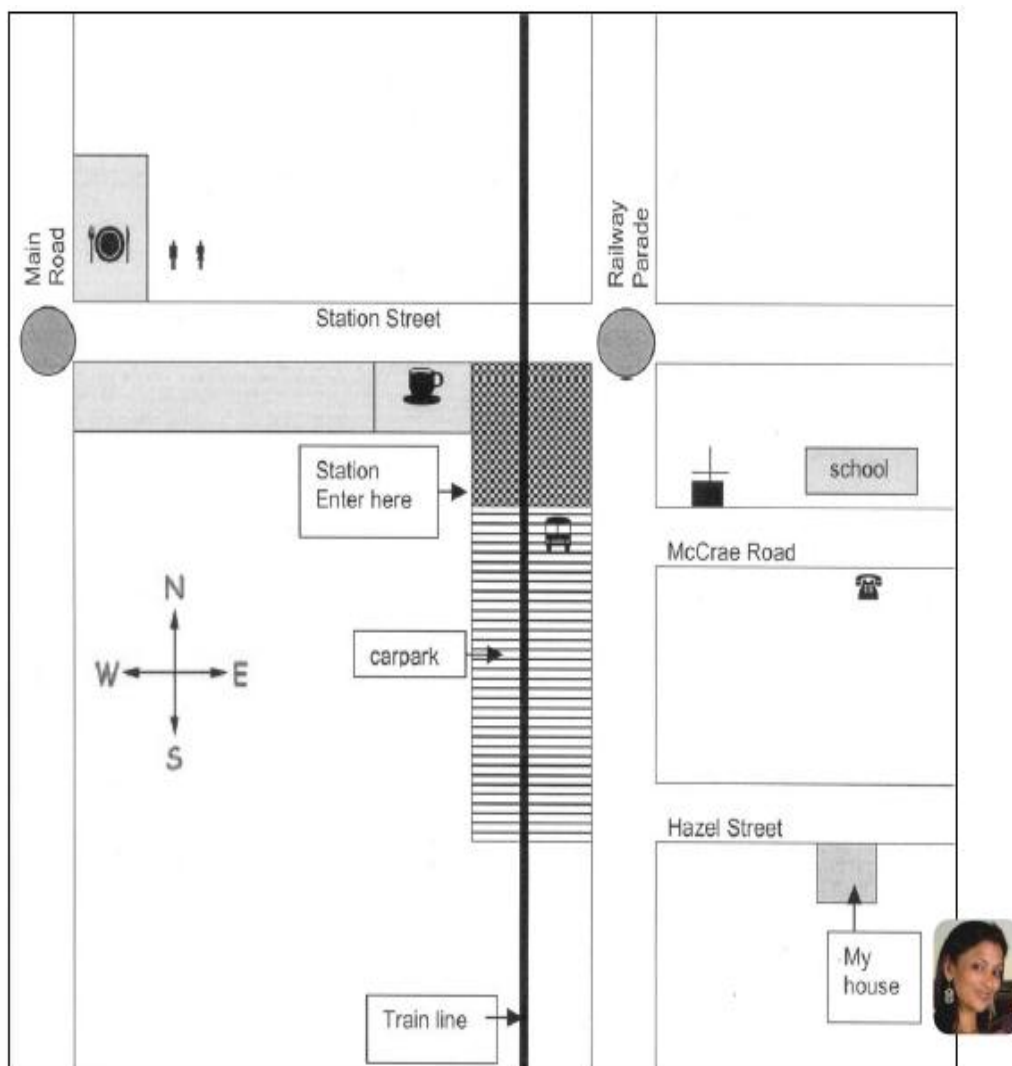 Main
Road
Railway
Parade
Station Street
Station
Enter here
school
McCrae Road
N
W
E
S
carpark
Hazel Street
My
house
Train line